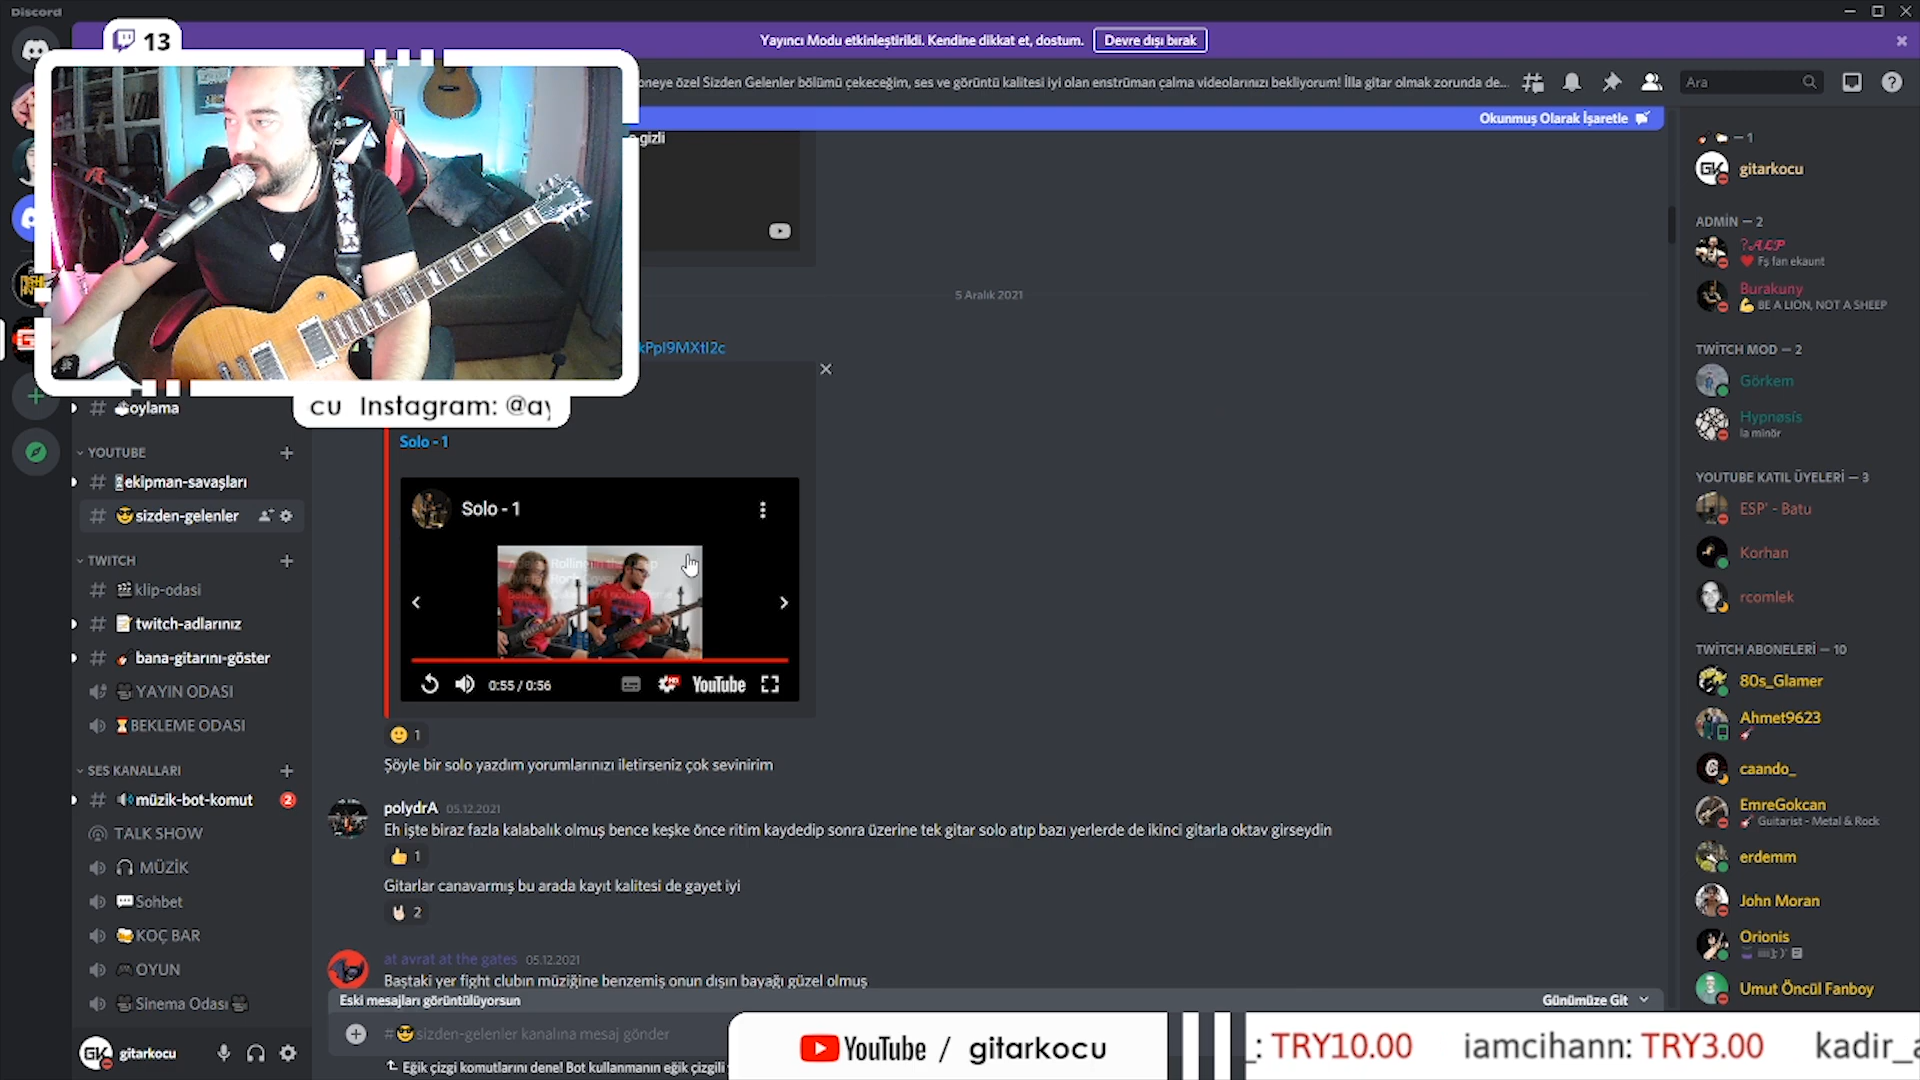 Discord
13
Yayıncı Modu etkinleştirildi. Kendine dikkat et, dostum.
Devre dışı bırak
oneye özel Sizden Gelenler bölümü çekeceğim, ses ve görüntü kalitesi iyi olan enstrüman çalma videolarınızı bekliyorum! İlla gitar olmak zorunda de...
Ara
Okunmuş Olarak İşaretle
gizli
5 Aralık 2021
kPpI9MXtI2c
cu Instagram: @ay
Solo - 1
Solo - 1
0:55 / 0:56
YouTube
1
Şöyle bir solo yazdım yorumlarınızı iletirseniz çok sevinirim
polydrA 05.12.2021
Eh işte biraz fazla kalabalık olmuş bence keşke önce ritim kaydedip sonra üzerine tek gitar solo atıp bazı yerlerde de ikinci gitarla oktav girseydin
1
Gitarlar canavarmış bu arada kayıt kalitesi de gayet iyi
2
at avrat at the gates 05.12.2021
Baştaki yer fight clubın müziğine benzemiş onun dışın bayağı güzel olmuş
Eski mesajları görüntülüyorsun
Günümüze Git
#sizden-gelenler kanalına mesaj gönder
Eğik çizgi komutlarını dene! Bot kullanmanın eğik çizgili
oylama
YOUTUBE
ekipman-savaşları
sizden-gelenler
TWITCH
klip-odasi
twitch-adlarınız
bana-gitarını-göster
YAYIN ODASI
BEKLEME ODASI
SES KANALLARI
müzik-bot-komut 2
TALK SHOW
MÜZİK
Sohbet
KOÇ BAR
OYUN
Sinema Odası
GK gitarkocu
— 1
GK gitarkocu
ADMİN — 2
?ALP
Fş fan ekaunt
Burakuny
BE A LION, NOT A SHEEP
TWİTCH MOD — 2
Görkem
Hypnøsís
la minör
YOUTUBE KATIL ÜYELERİ — 3
ESP' - Batu
Korhan
rcomlek
TWİTCH ABONELERİ — 10
80s_Glamer
Ahmet9623
caando_
EmreGokcan
Guitarist - Metal & Rock
erdemm
John Moran
Orionis
Umut Öncül Fanboy
YouTube / gitarkocu
_: TRY10.00 iamcihann: TRY3.00 kadir_a